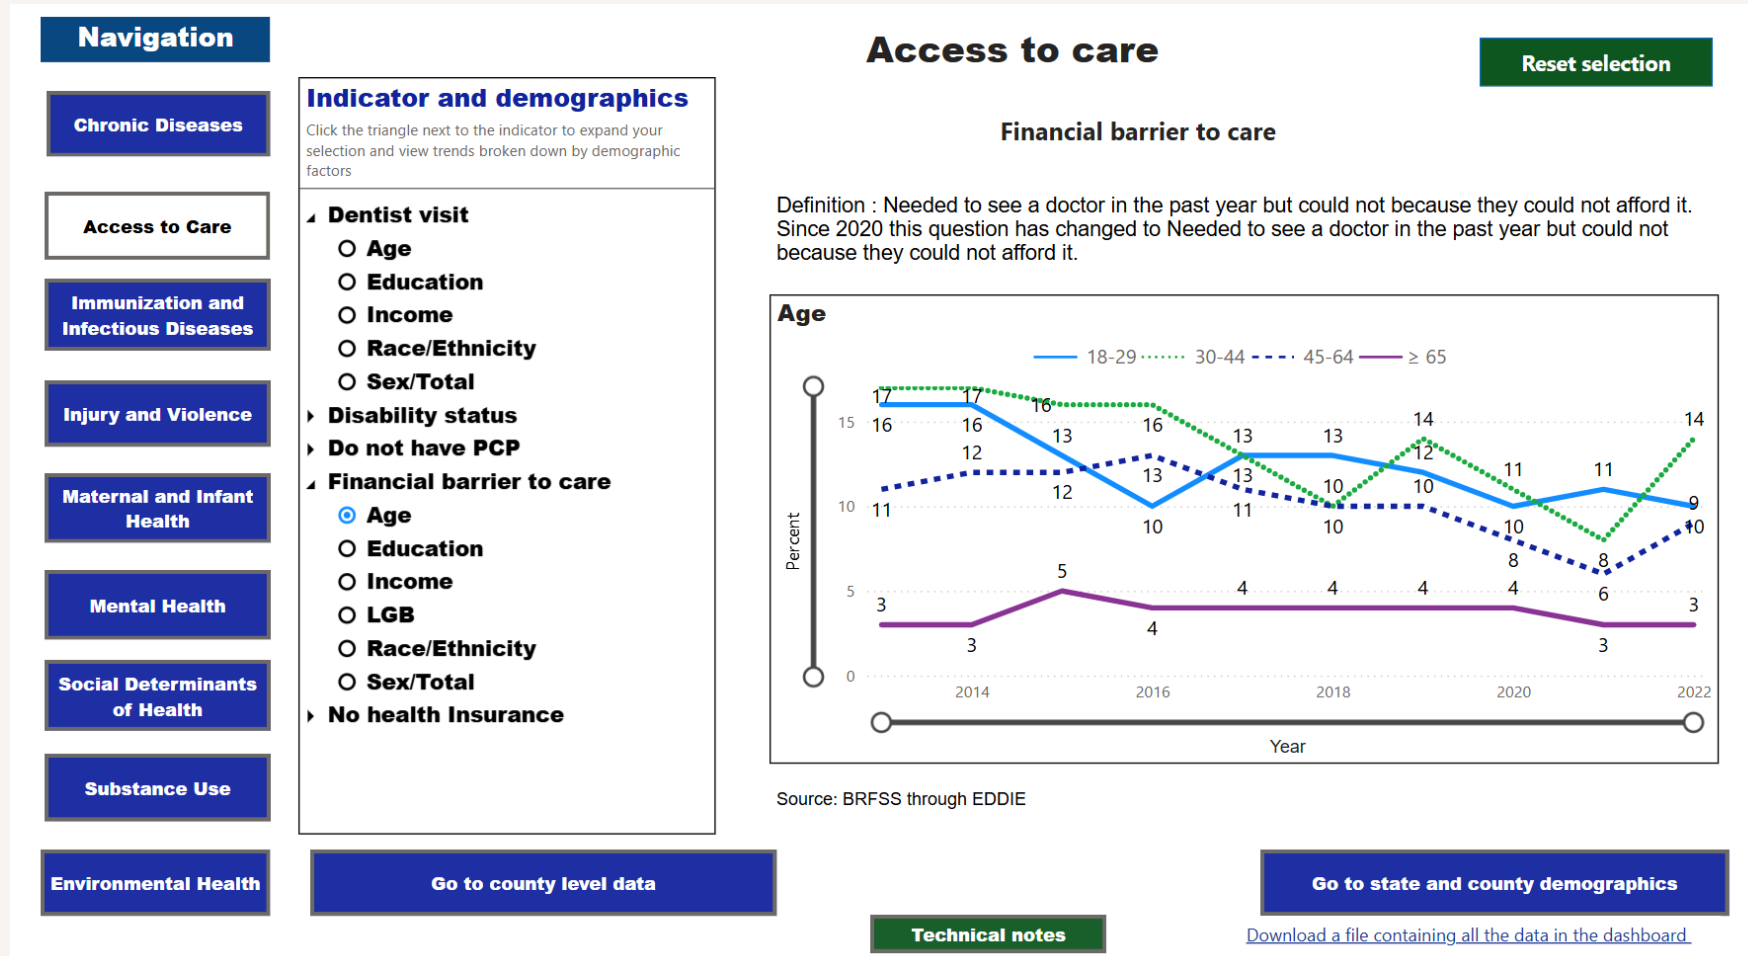 Navigation
Chronic Diseases
Access to Care
Immunization and
Infectious Diseases
Injury and Violence
Maternal and Infant
Health
Mental Health
Social Determinants
of Health
Substance Use
Environmental Health
Indicator and demographics
Click the triangle next to the indicator to expand your
selection and view trends broken down by demographic
factors
Dentist visit
Age
Education
Income
Race/Ethnicity
Sex/Total
Disability status
Do not have PCP
Financial barrier to care
Age
Education
Income
LGB
Race/Ethnicity
Sex/Total
No health Insurance
Go to county level data
Access to care
Reset selection
Financial barrier to care
Definition : Needed to see a doctor in the past year but could not because they could not afford it.
Since 2020 this question has changed to Needed to see a doctor in the past year but could not
because they could not afford it.
Age
18-29 30-44 45-64 ≥ 65
Percent
15
10
5
0
17 17 16 16 13 10 14 11 8 14
16 16 13 10 13 13 12 10 11 10
11 12 12 13 11 10 10 8 6 9
3 3 5 4 4 4 4 4 3 3
2014 2016 2018 2020 2022
Year
Source: BRFSS through EDDIE
Go to state and county demographics
Technical notes
Download a file containing all the data in the dashboard